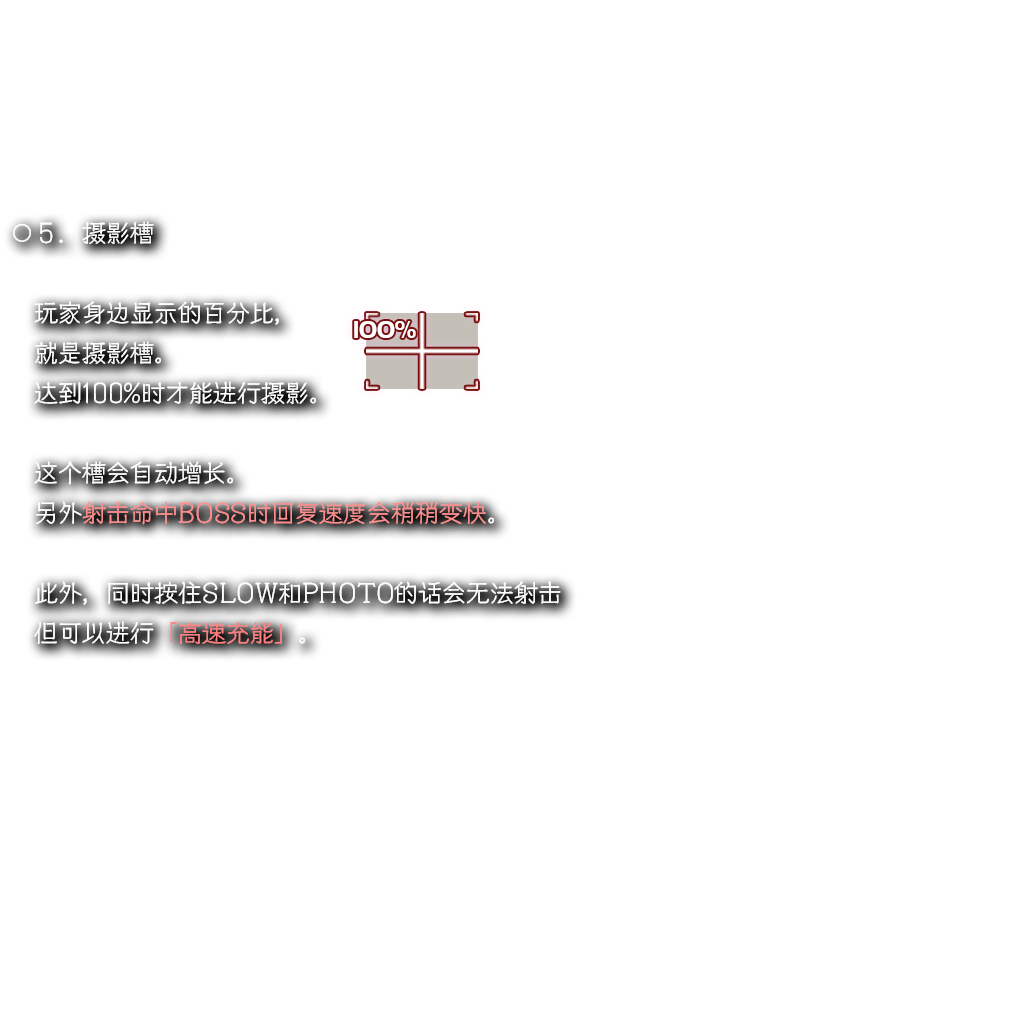 ○5. 摄影槽
玩家身边显示的百分比,
100%
就是摄影槽。
达到100%时才能进行摄影。
这个槽会自动增长。
另外射击命中BOSS时回复速度会稍稍变快。
此外, 同时按住SLOW和PHOTO的话会无法射击
但可以进行「高速充能」。